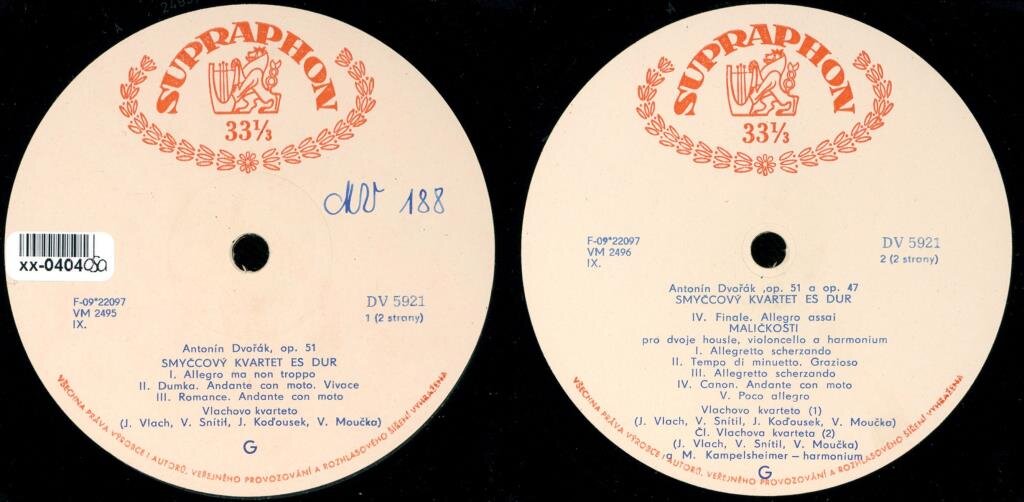 SUPRAPHON
33⅓
MV 188
xx-0404
F-09*22097
VM 2495
IX.
DV 5921
1 (2 strany)
Antonín Dvořák, op. 51
SMYČCOVÝ KVARTET ES DUR
I. Allegro ma non troppo
II. Dumka. Andante con moto. Vivace
III. Romance. Andante con moto
Vlachovo kvarteto
(J. Vlach, V. Snítil, J. Koďousek, V. Moučka)
G
VŠECHNA PRÁVA VÝROBCE I AUTORŮ, VEŘEJNÉHO PROVOZOVÁNÍ A ROZHLASOVÉHO ŠÍŘENÍ VYHRAŽENA
SUPRAPHON
33⅓
F-09*22097
VM 2496
IX.
DV 5921
2 (2 strany)
Antonín Dvořák ,op. 51 a op. 47
SMYČCOVÝ KVARTET ES DUR
IV. Finale. Allegro assai
MALIČKOSTI
pro dvoje housle, violoncello a harmonium
I. Allegretto scherzando
II. Tempo di minuetto. Grazioso
III. Allegretto scherzando
IV. Canon. Andante con moto
V. Poco allegro
Vlachovo kvarteto (1)
(J. Vlach, V. Snítil, J. Koďousek, V. Moučka)
Čl. Vlachova kvarteta (2)
(J. Vlach, V. Snítil, V. Moučka)
a M. Kampelsheimer – harmonium
G
VŠECHNA PRÁVA VÝROBCE I AUTORŮ, VEŘEJNÉHO PROVOZOVÁNÍ A ROZHLASOVÉHO ŠÍŘENÍ VYHRAŽENA